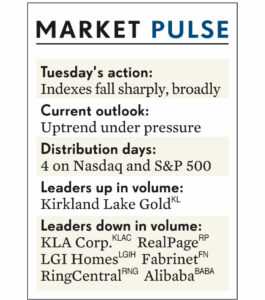 MARKET PULSE
Tuesday's action:
Indexes fall sharply, broadly
Current outlook:
Uptrend under pressure
Distribution days:
4 on Nasdaq and S&P 500
Leaders up in volume:
Kirkland Lake Gold KL
Leaders down in volume:
KLA Corp. KLAC RealPage RP
LGI Homes LGIH Fabrinet FN
RingCentral RNG Alibaba BABA